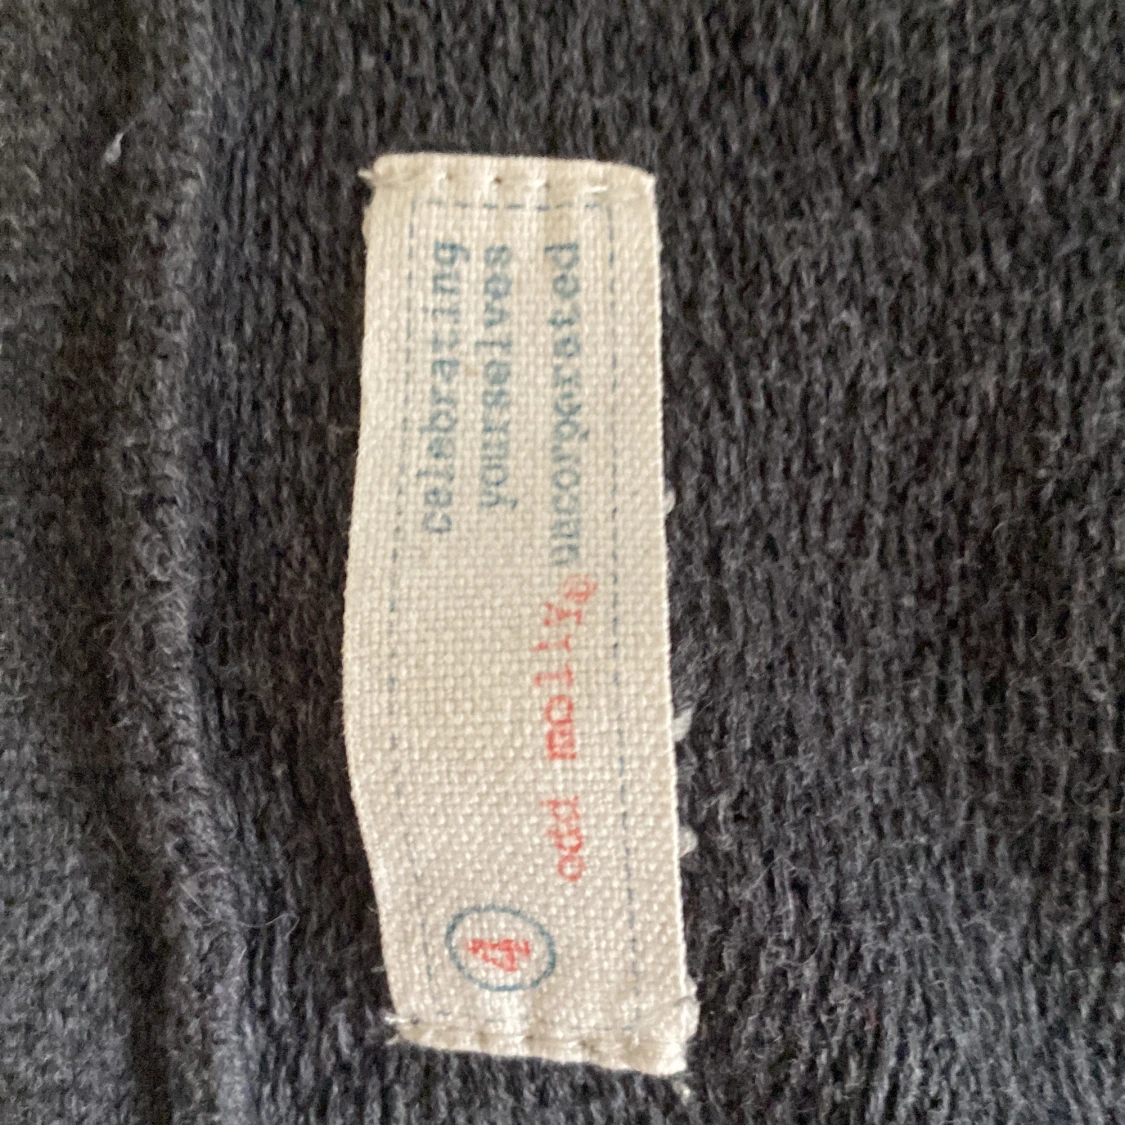 celebrating
yourselves
odd molly® uncorporated
4